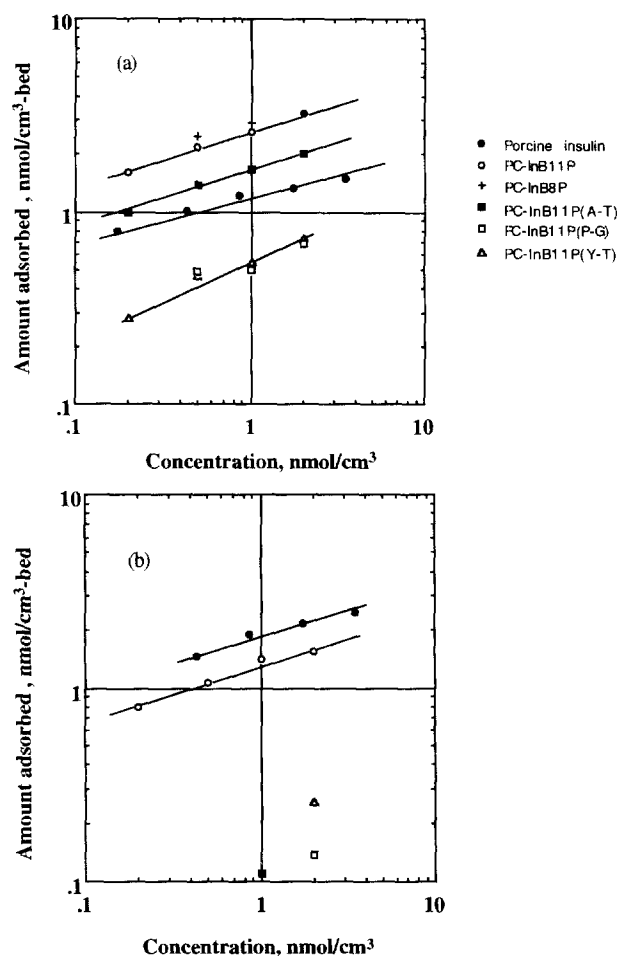 10
(a)
1
.1
.1
1
10
Amount adsorbed , nmol/cm³-bed
Concentration, nmol/cm³
Porcine insulin
PC-InB11P
PC-InB8P
PC-InB11P(A-T)
PC-InB11P(P-G)
PC-InB11P(Y-T)
10
(b)
1
.1
.1
1
10
Amount adsorbed , nmol/cm³-bed
Concentration, nmol/cm³